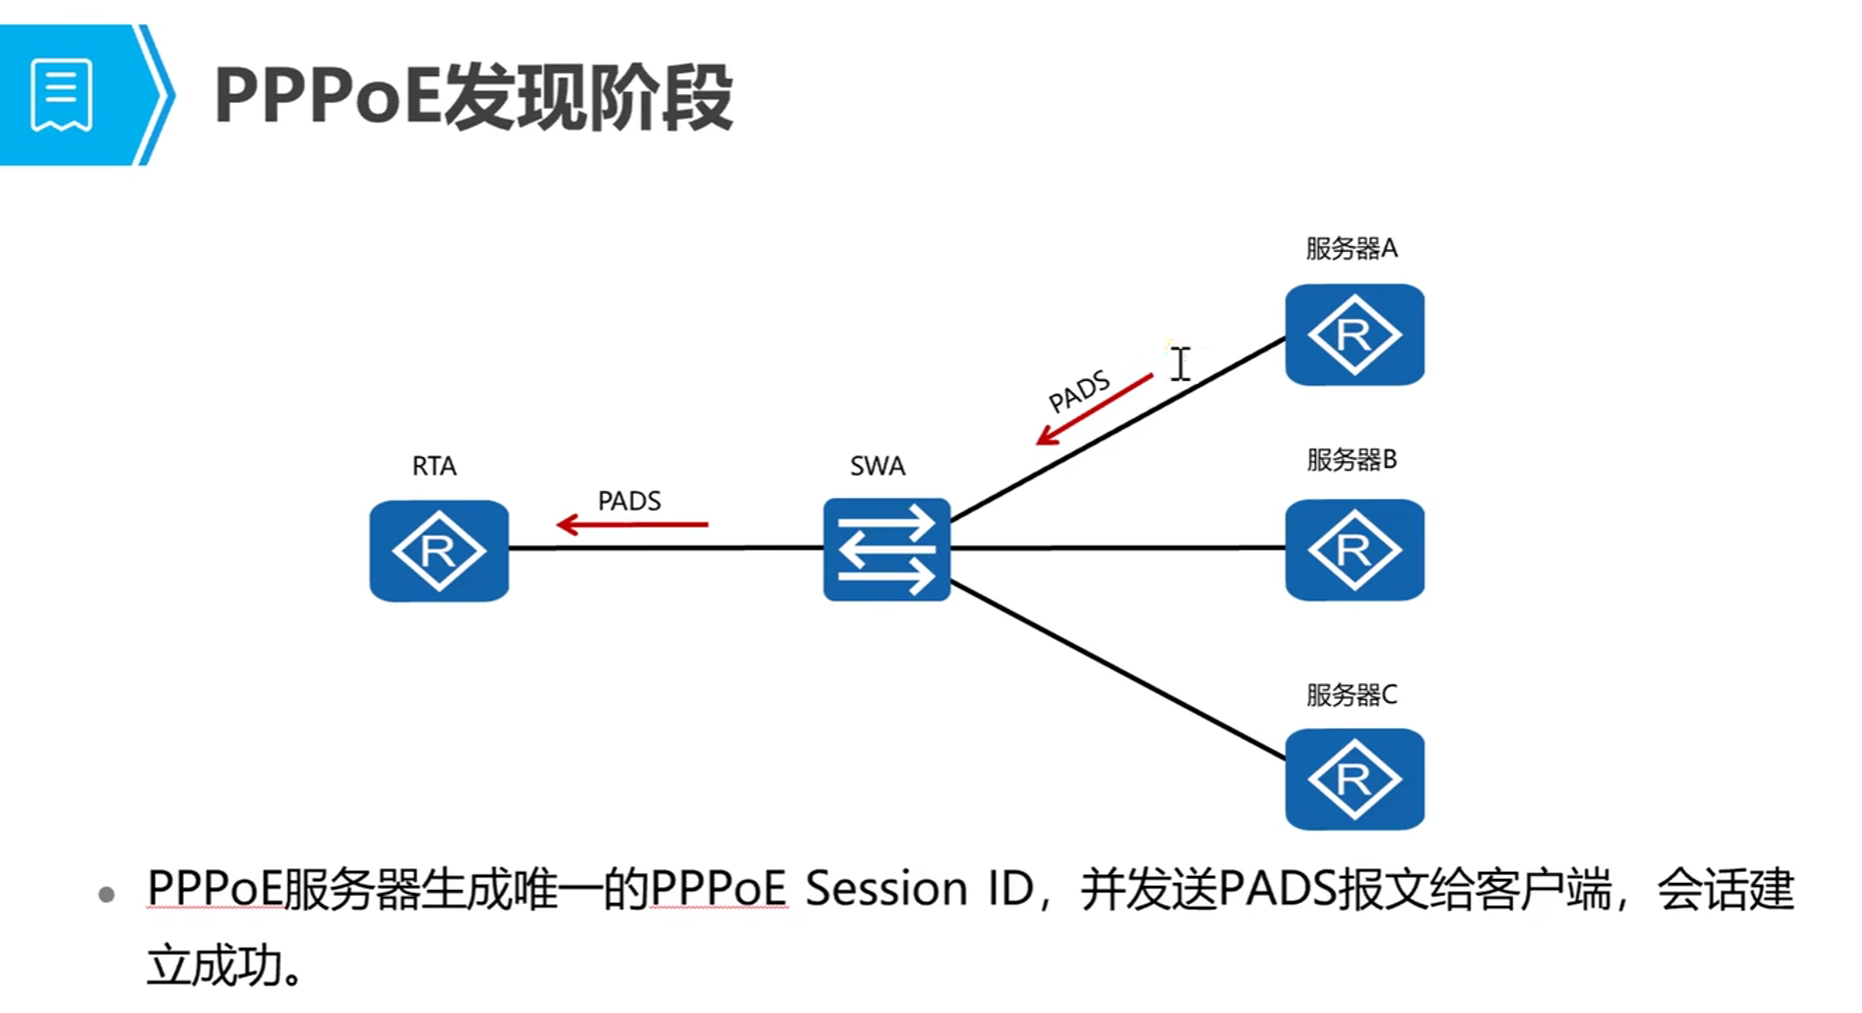 PPPoE发现阶段
服务器A
R
PADS
服务器B
RTA
SWA
PADS
R
R
服务器C
R
PPPoE服务器生成唯一的PPPoE Session ID，并发送PADS报文给客户端，会话建
立成功。